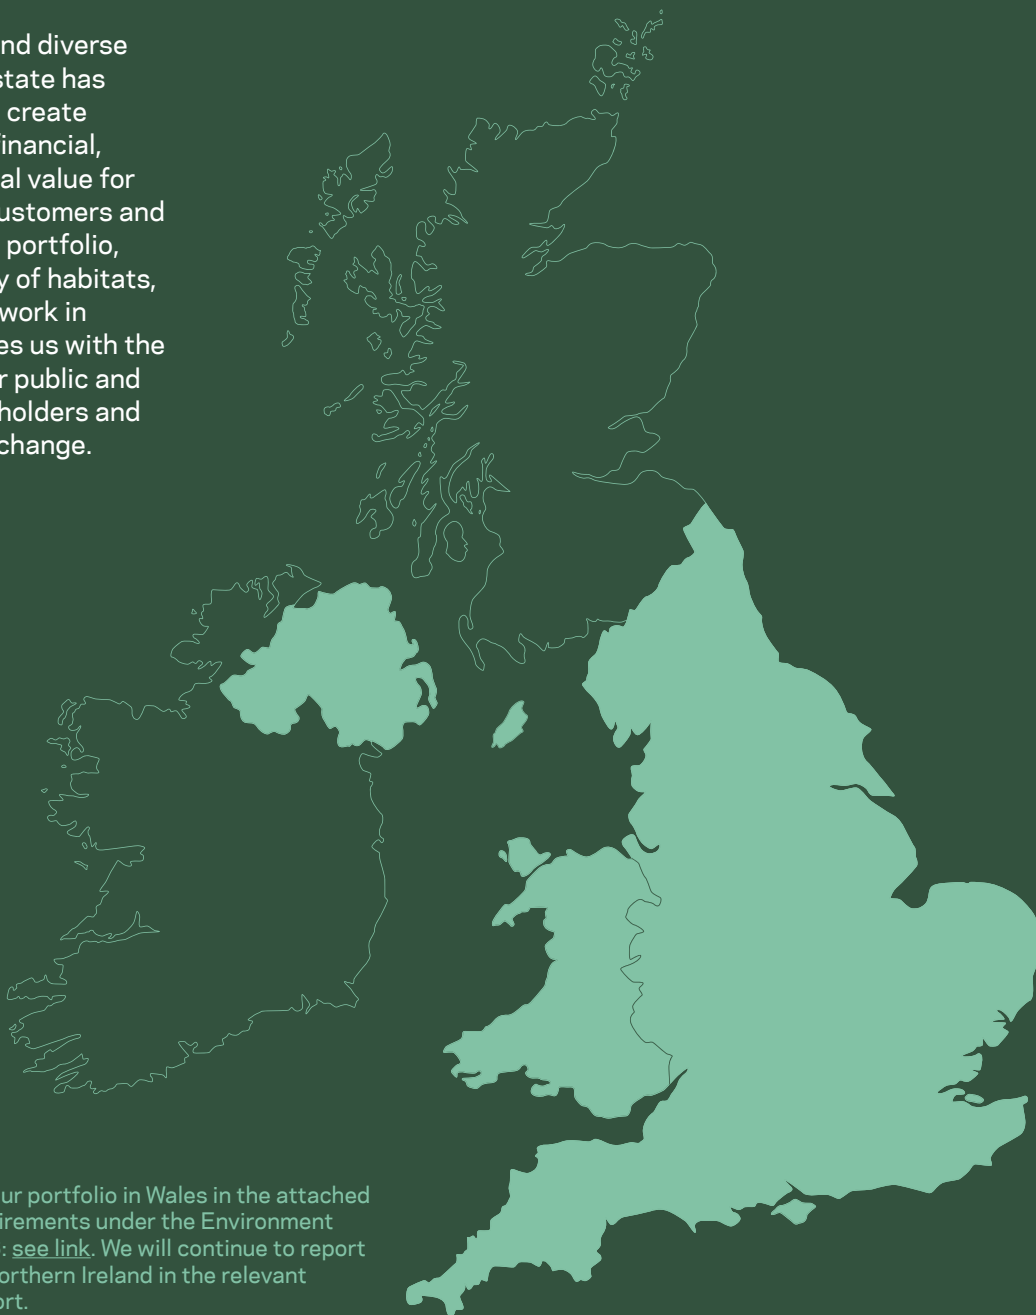 nd diverse
state has
create
financial,
al value for
ustomers and
portfolio,
y of habitats,
work in
es us with the
r public and
holders and
change.
ur portfolio in Wales in the attached
irements under the Environment
: see link. We will continue to report
orthern Ireland in the relevant
ort.